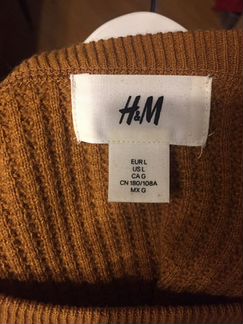 H&M
EUR L
US L
CA G
CN 180/108A
MX G